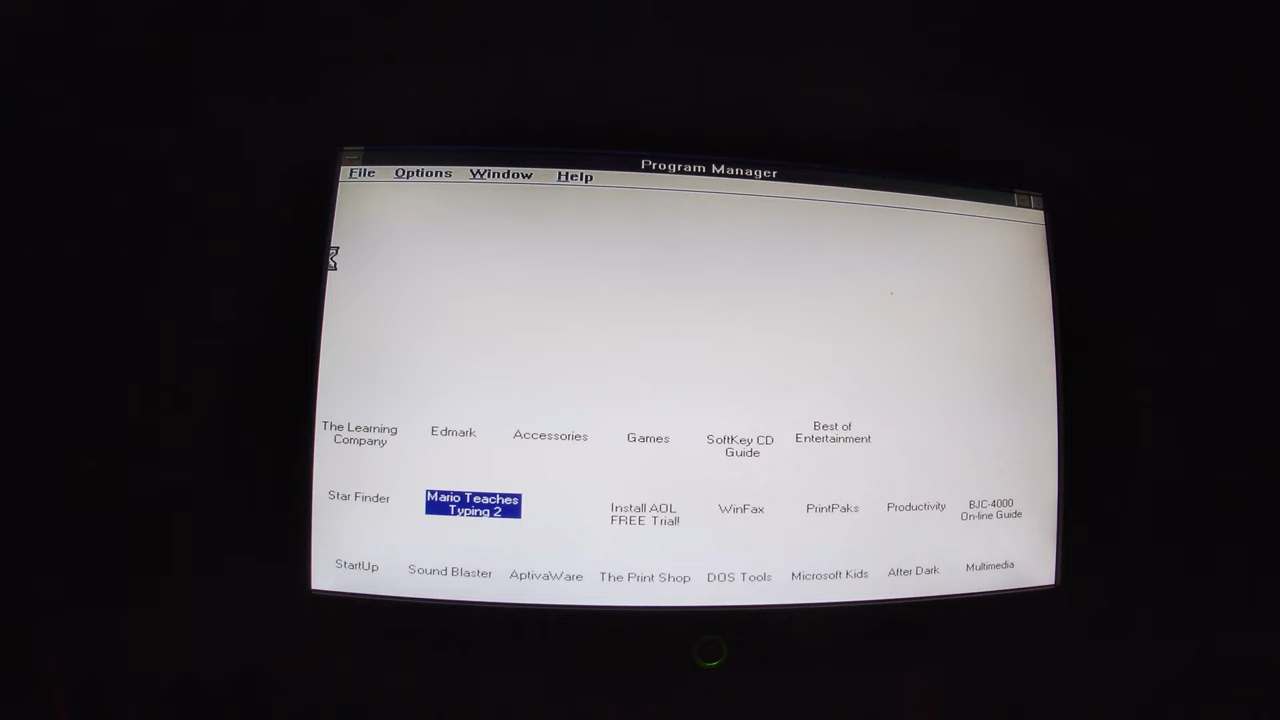 Program Manager
File Options Window Help
The Learning
Company
Edmark
Accessories
Games
SoftKey CD
Guide
Best of
Entertainment
Star Finder
Mario Teaches
Typing 2
Install AOL
FREE Trial!
WinFax
PrintPaks
Productivity
BJC-4000
On-line Guide
StartUp
Sound Blaster
AptivaWare
The Print Shop
DOS Tools
Microsoft Kids
After Dark
Multimedia